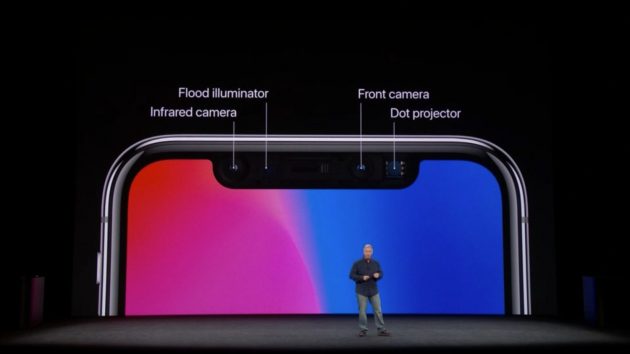 Flood illuminator
Front camera
Infrared camera
Dot projector